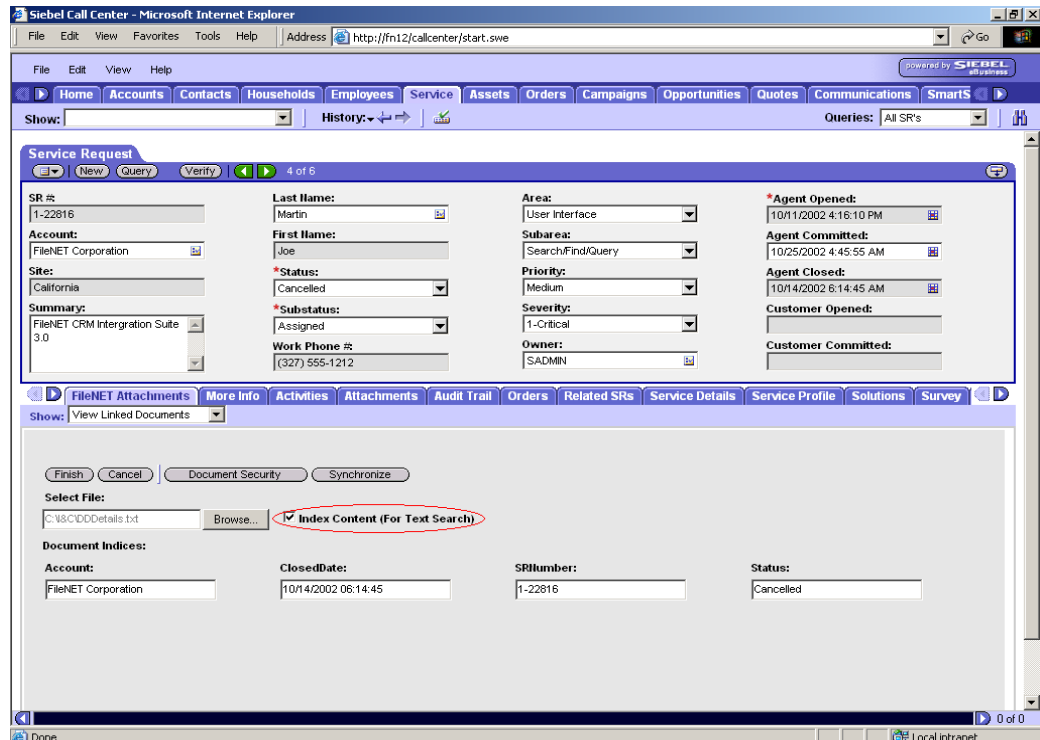 Siebel Call Center - Microsoft Internet Explorer
File Edit View Favorites Tools Help Address http://fn12/callcenter/start.swe Go
File Edit View Help powered by SIEBEL eBusiness
Home Accounts Contacts Households Employees Service Assets Orders Campaigns Opportunities Quotes Communications SmartS
Show: History: Queries: All SR's
Service Request
New Query Verify 4 of 6
SR #: Last Name: Area: *Agent Opened:
1-22816 Martin User Interface 10/11/2002 4:16:10 PM
Account: First Name: Subarea: Agent Committed:
FileNET Corporation Joe Search/Find/Query 10/25/2002 4:45:55 AM
Site: *Status: Priority: Agent Closed:
California Cancelled Medium 10/14/2002 6:14:45 AM
Summary: *Substatus: Severity: Customer Opened:
FileNET CRM Intergration Suite 3.0 Assigned 1-Critical
Work Phone #: Owner: Customer Committed:
(327) 555-1212 SADMIN
FileNET Attachments More Info Activities Attachments Audit Trail Orders Related SRs Service Details Service Profile Solutions Survey
Show: View Linked Documents
Finish Cancel Document Security Synchronize
Select File:
C:\I&C\DDDetails.txt Browse... Index Content (For Text Search)
Document Indices:
Account: ClosedDate: SRNumber: Status:
FileNET Corporation 10/14/2002 06:14:45 1-22816 Cancelled
0 of 0
Done Local intranet